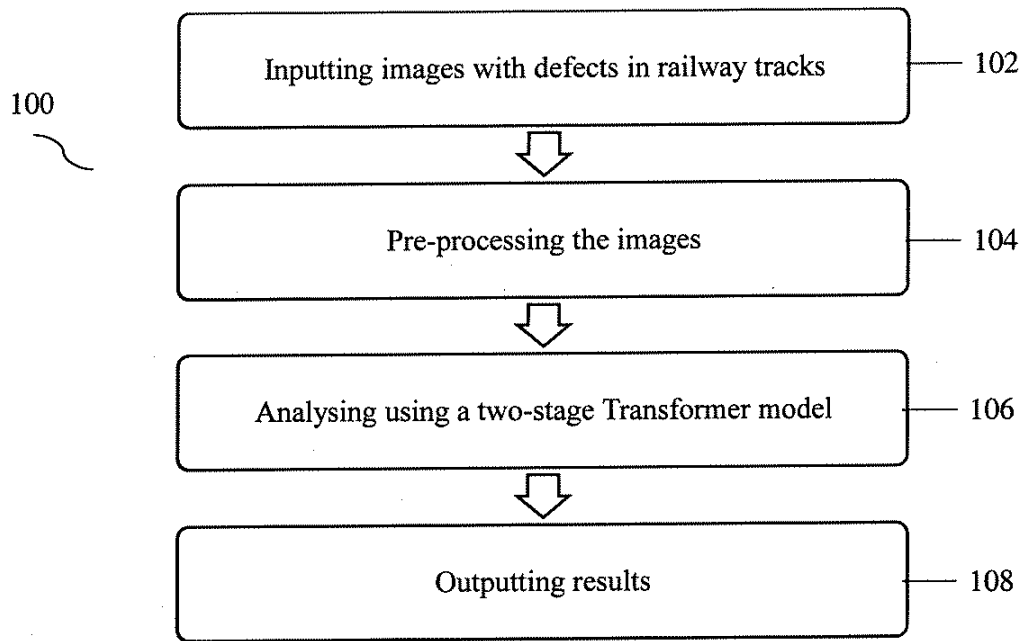 Inputting images with defects in railway tracks
102
100
Pre-processing the images
104
Analysing using a two-stage Transformer model
106
Outputting results
108